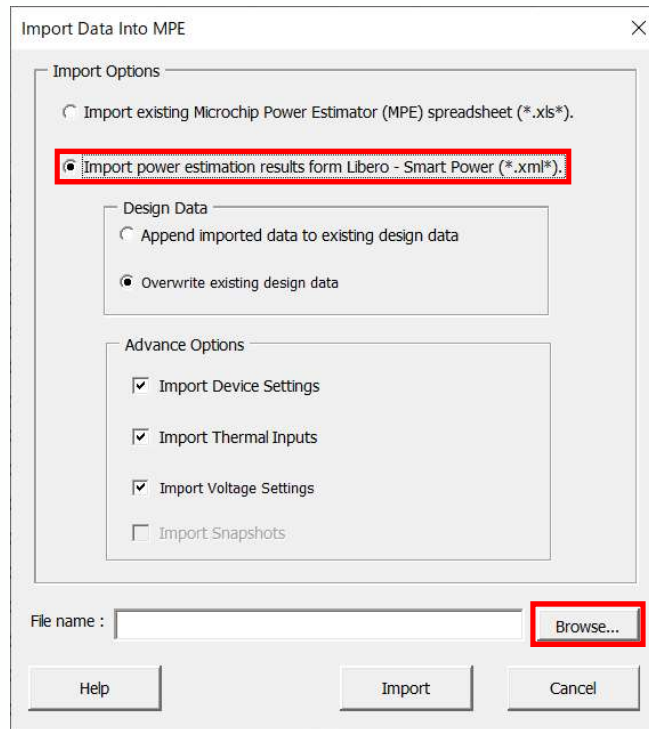 Import Data Into MPE
Import Options
Import existing Microchip Power Estimator (MPE) spreadsheet (*.xls*).
Import power estimation results form Libero - Smart Power (*.xml*).
Design Data
Append imported data to existing design data
Overwrite existing design data
Advance Options
Import Device Settings
Import Thermal Inputs
Import Voltage Settings
Import Snapshots
File name :
Browse...
Help
Import
Cancel